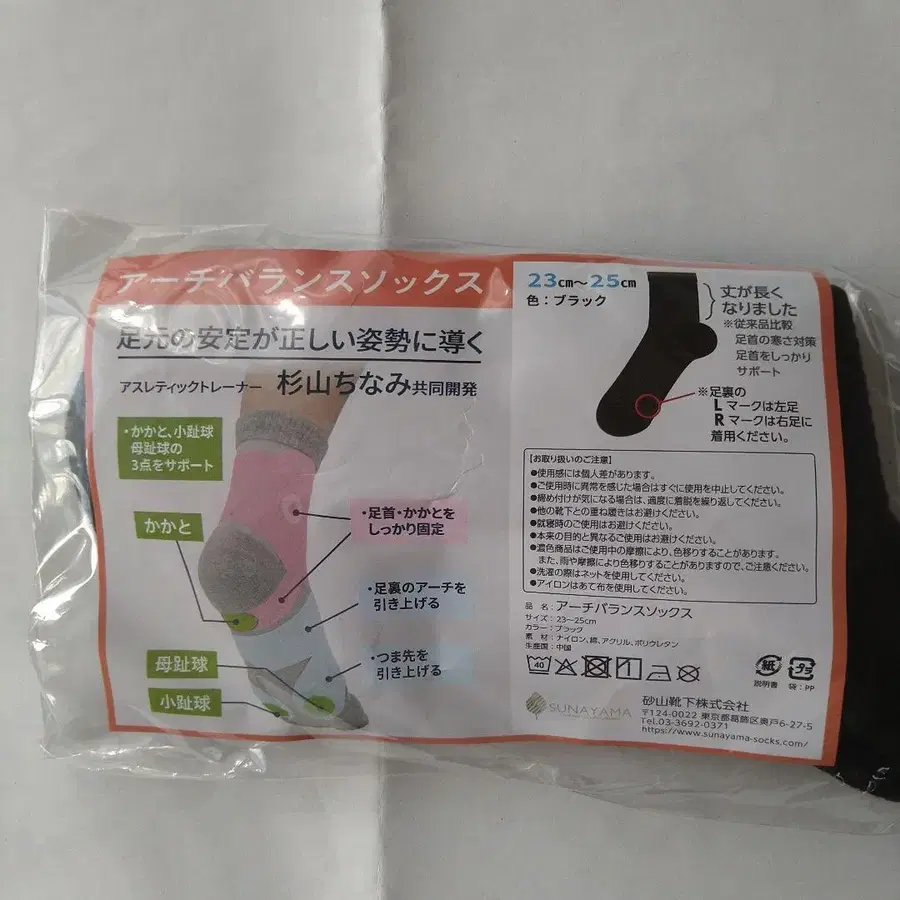 アーチバランスソックス
足元の安定が正しい姿勢に導く
アスレティックトレーナー 杉山ちなみ共同開発
・かかと、小趾球
母趾球の
3点をサポート
かかと
・足首・かかとを
しっかり固定
・足裏のアーチを
引き上げる
母趾球
・つま先を
引き上げる
小趾球
23cm～25cm
色：ブラック
丈が長く
なりました
※従来品比較
足首の寒さ対策
足首をしっかり
サポート
※足裏の
Lマークは左足
Rマークは右足に
着用ください。
【お取り扱いのご注意】
●使用感には個人差があります。
●ご使用時に異常を感じた場合はすぐに使用を中止してください。
●締め付けが気になる場合は、適度に着脱を繰り返してください。
●他の靴下との重ね履きはお避けください。
●就寝時のご使用はお避けください。
●本来の目的と異なるご使用はお避けください。
●濃色商品はご使用中の摩擦により、色移りすることがあります。
また、雨や摩擦により色移りすることがありますので、ご注意ください。
●洗濯の際はネットを使用してください。
●アイロンはあて布を使用してください。
品 名：アーチバランスソックス
サイズ：23～25cm
カラー：ブラック
素 材：ナイロン、綿、アクリル、ポリウレタン
生産国：中国
40
紙
プラ
説明書
袋：PP
SUNAYAMA
砂山靴下株式会社
〒124-0022 東京都葛飾区奥戸6-27-5
Tel.03-3692-0371
https://www.sunayama-socks.com/